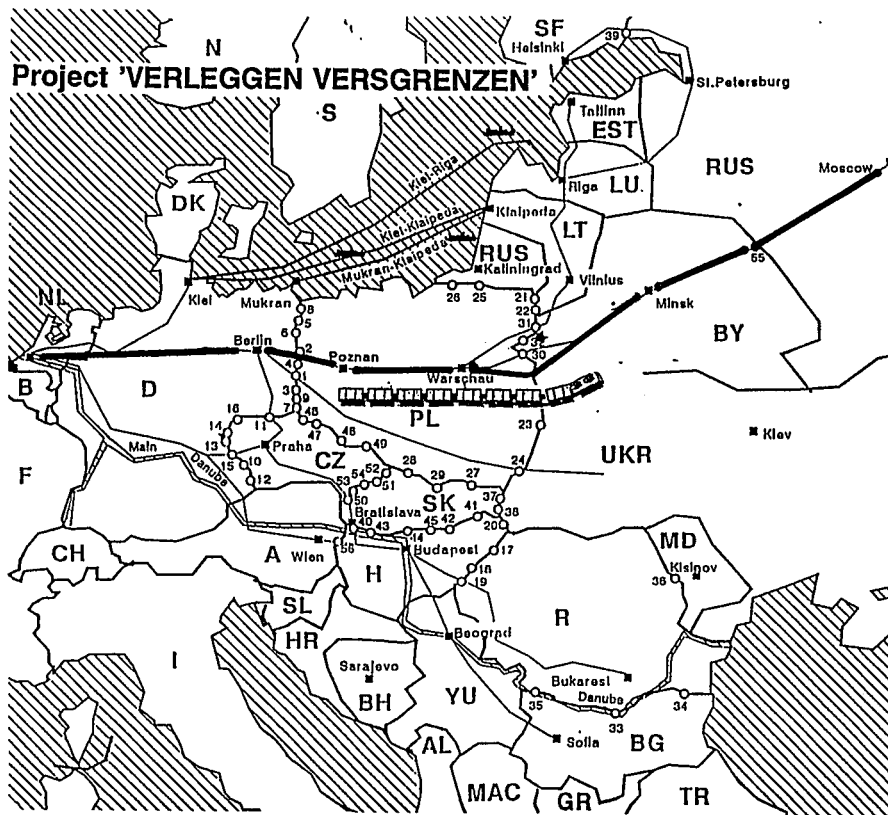 SF
39
Helsinki
N
Project 'VERLEGGEN VERSGRENZEN'
St.Petersburg
S
Tallinn
EST
RUS
Moscow
Kiel-Riga
Riga
LU.
DK
Kiel-Klaipeda
Klaipeda
LT
Mukran-Klaipeda
RUS
Kaliningrad
55
NL
Kiel
Mukran
26
25
Vilnius
Minsk
21
8
22
5
31
BY
6
Berlin
2
Poznan
30
4
Warschau
B
D
1
3
9
PL
7
16
11
46
47
23
Kiev
14
48
13
Praha
49
UKR
Main
CZ
F
Danube
15
10
52
28
24
12
54
51
29
27
53
SK
50
37
Bratislava
41
38
40
43
44
45
42
20
CH
A
Wien
56
Budapest
17
MD
H
18
Kisinov
19
36
SL
R
HR
Beograd
I
Sarajevo
Bukarest
BH
YU
Danube
35
34
33
AL
Sofia
BG
MAC
GR
TR